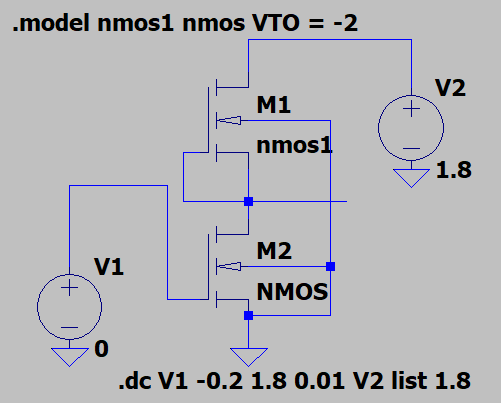 .model nmos1 nmos VTO = -2
V2
M1
nmos1
1.8
M2
V1
NMOS
0
.dc V1 -0.2 1.8 0.01 V2 list 1.8